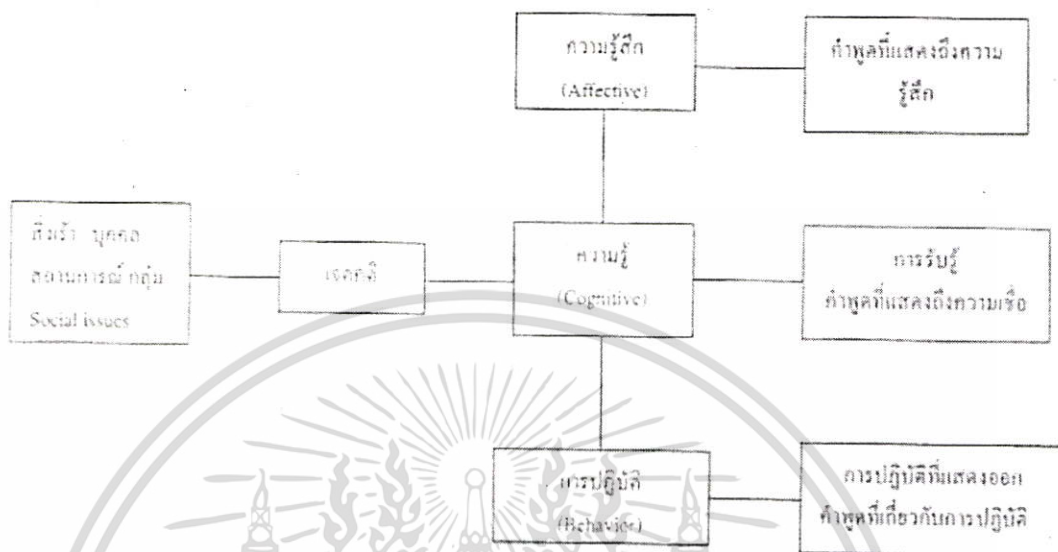 ความรู้สึก
(Affective)
คำพูดที่แสดงถึงความ
รู้สึก
สิ่งเร้า บุคคล
สถานการณ์ กลุ่ม
Social issues
เจตคติ
ความรู้
(Cognitive)
การรับรู้
คำพูดที่แสดงถึงความเชื่อ
การปฏิบัติ
(Behavior)
การปฏิบัติที่แสดงออก
คำพูดที่เกี่ยวกับการปฏิบัติ